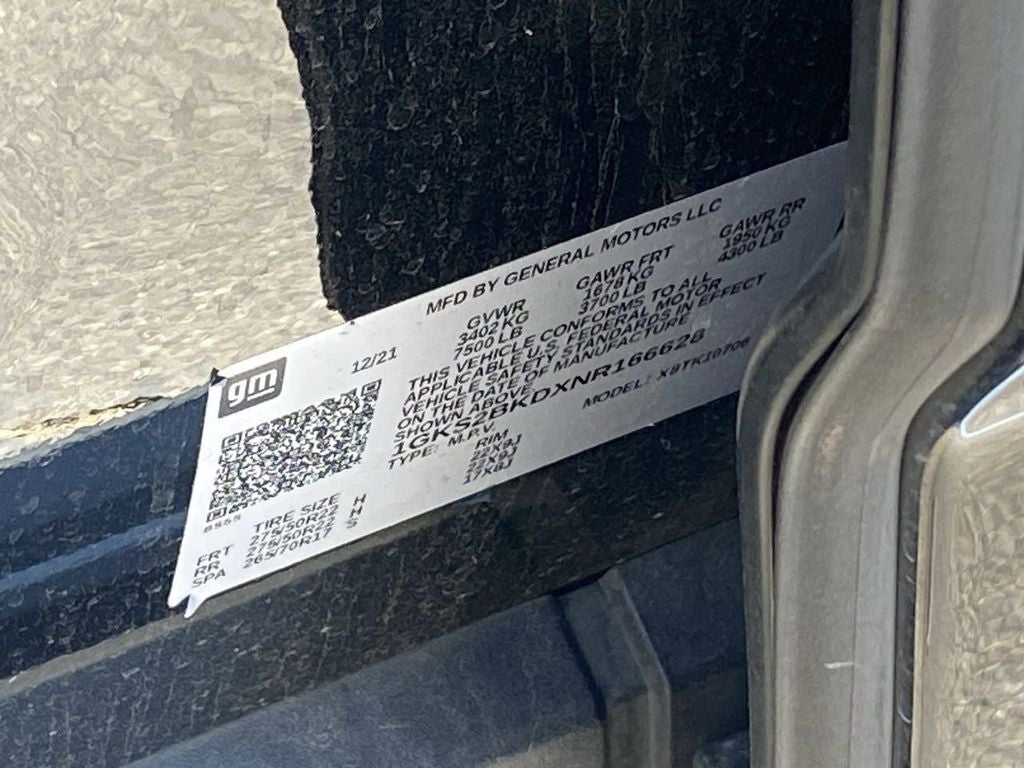 MFD BY GENERAL MOTORS LLC
gm
12/21
GVWR GAWR FRT GAWR RR
3402 KG 1678 KG 1950 KG
7500 LB 3700 LB 4300 LB
THIS VEHICLE CONFORMS TO ALL
APPLICABLE U.S. FEDERAL MOTOR
VEHICLE SAFETY STANDARDS IN EFFECT
ON THE DATE OF MANUFACTURE
SHOWN ABOVE.
1GKS2BKDXNR166628
TYPE: M.P.V. MODEL:
TIRE SIZE RIM
FRT 275/50R22 H 22X9J
RR 275/50R22 H 22X9J
SPA 265/70R17 S 17X8J